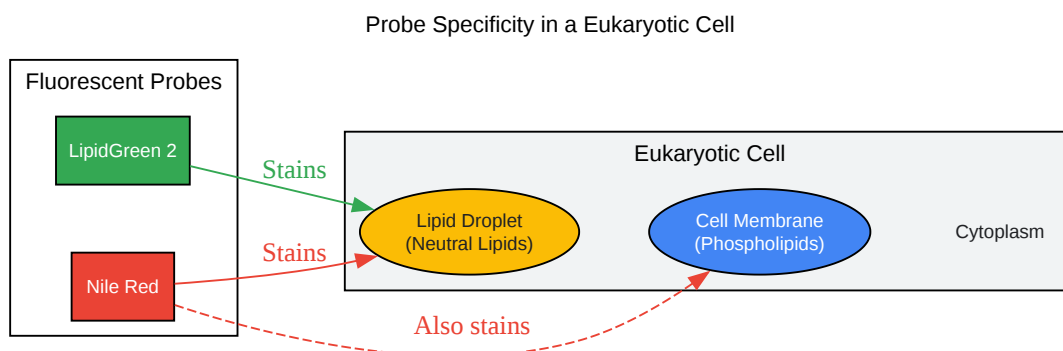 Probe Specificity in a Eukaryotic Cell
Fluorescent Probes
LipidGreen 2
Stains
Eukaryotic Cell
Lipid Droplet
(Neutral Lipids)
Cell Membrane
(Phospholipids)
Cytoplasm
Stains
Nile Red
Also stains